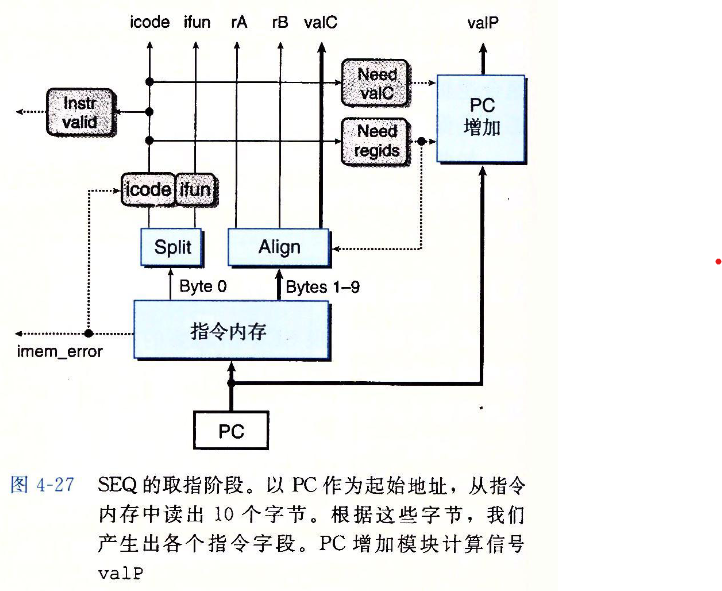 icode ifun rA rB valC valP
Need
valC
PC
增加
Instr
valid
Need
regids
icode ifun
Split
Align
Byte 0
Bytes 1–9
指令内存
imem_error
PC
图 4-27 SEQ 的取指阶段。以 PC 作为起始地址，从指令
内存中读出 10 个字节。根据这些字节，我们
产生出各个指令字段。PC 增加模块计算信号
valP